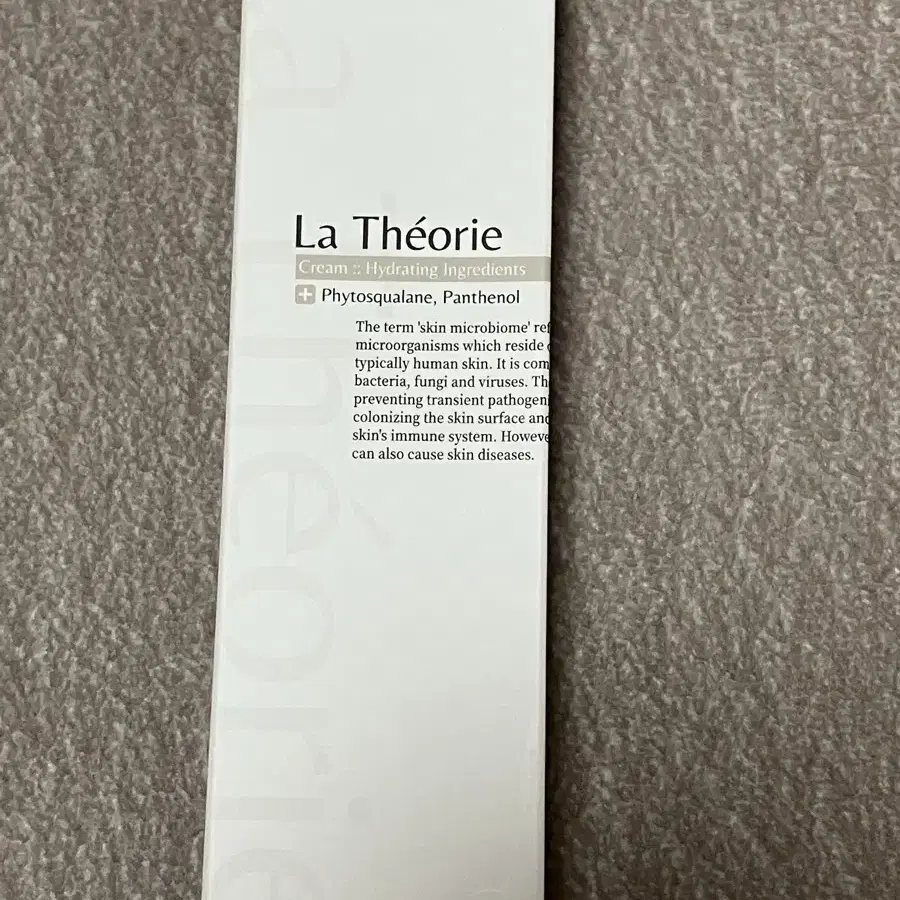 La Théorie
Cream :: Hydrating Ingredients
+ Phytosqualane, Panthenol
The term 'skin microbiome' ref
microorganisms which reside
typically human skin. It is com
bacteria, fungi and viruses. Th
preventing transient pathogen
colonizing the skin surface and
skin's immune system. Howeve
can also cause skin diseases.
a Théorie